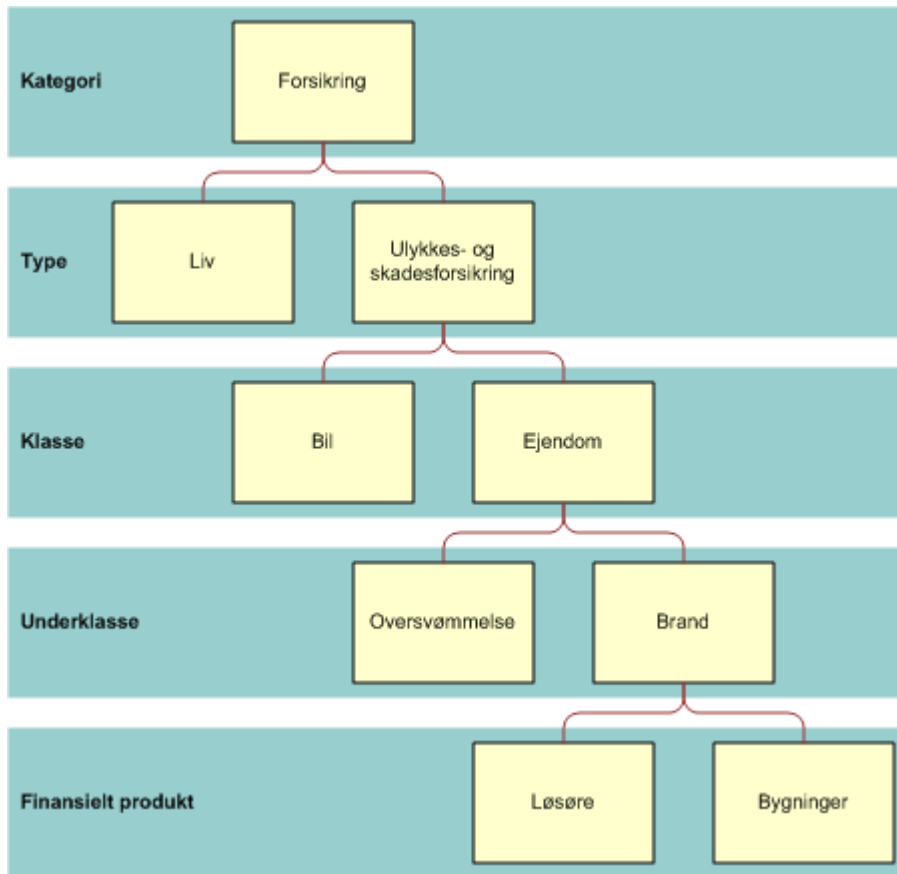 Kategori
Forsikring
Type
Liv
Ulykkes- og
skadesforsikring
Klasse
Bil
Ejendom
Underklasse
Oversvømmelse
Brand
Finansielt produkt
Løsøre
Bygninger